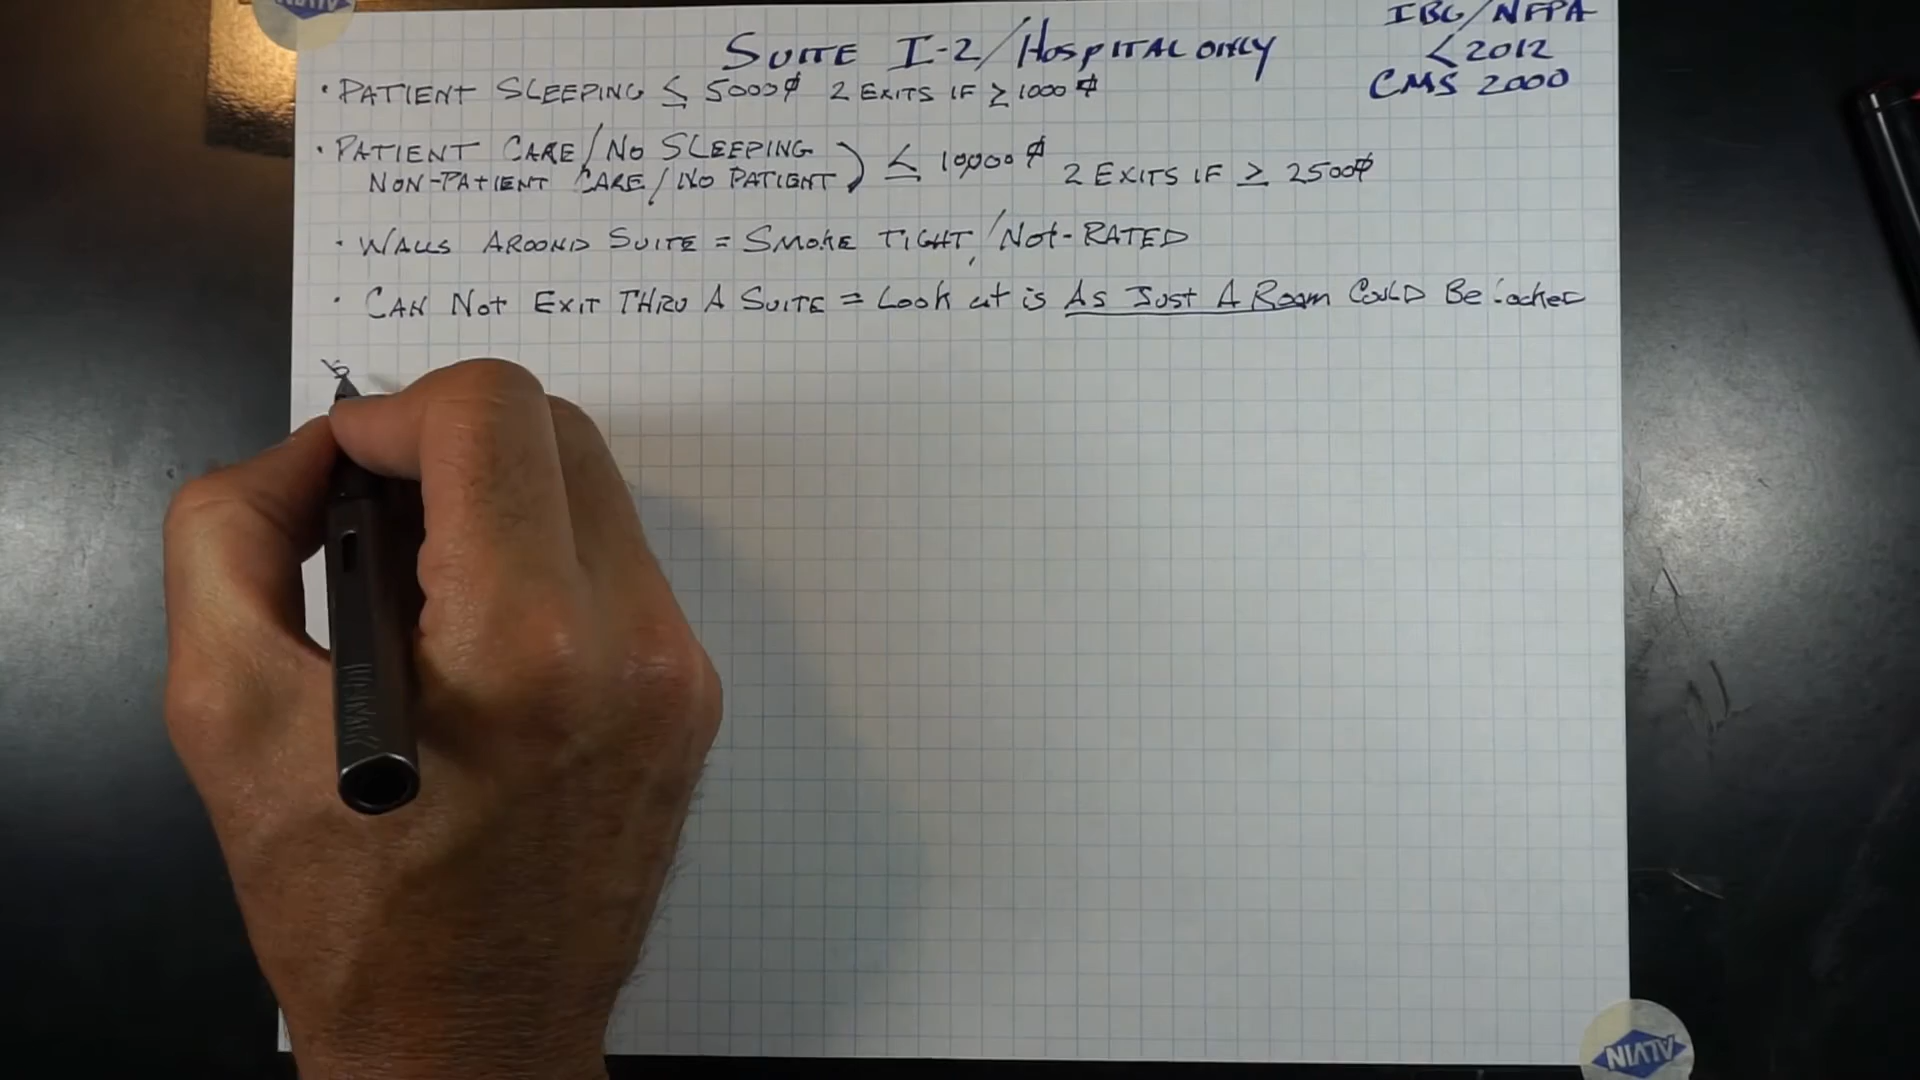 IBC/NFPA
SUITE I-2/HOSPITAL ONLY
< 2012
CMS 2000
• PATIENT SLEEPING ≤ 5000⌀ 2 EXITS IF ≥ 1000⌀
• PATIENT CARE/NO SLEEPING
NON-PATIENT CARE/NO PATIENT) ≤ 10,000⌀ 2 EXITS IF ≥ 2500⌀
• WALLS AROUND SUITE = SMOKE TIGHT/NOT-RATED
• CAN NOT EXIT THRU A SUITE = LOOK at is AS JUST A ROOM COULD BE locked
ALVIN
ALVIN